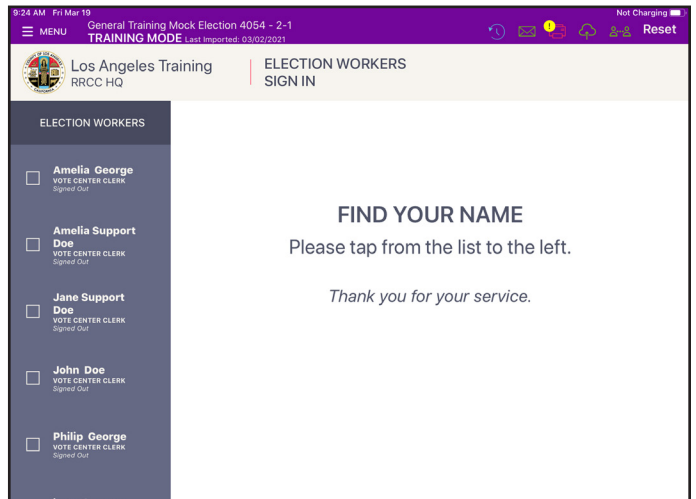 9:24 AM Fri Mar 19
Not Charging
MENU
General Training Mock Election 4054 - 2-1
TRAINING MODE Last Imported: 03/02/2021
!
Reset
Los Angeles Training
RRCC HQ
ELECTION WORKERS
SIGN IN
ELECTION WORKERS
Amelia George
VOTE CENTER CLERK
Signed Out
Amelia Support
Doe
VOTE CENTER CLERK
Signed Out
Jane Support
Doe
VOTE CENTER CLERK
Signed Out
John Doe
VOTE CENTER CLERK
Signed Out
Philip George
VOTE CENTER CLERK
Signed Out
FIND YOUR NAME
Please tap from the list to the left.
Thank you for your service.